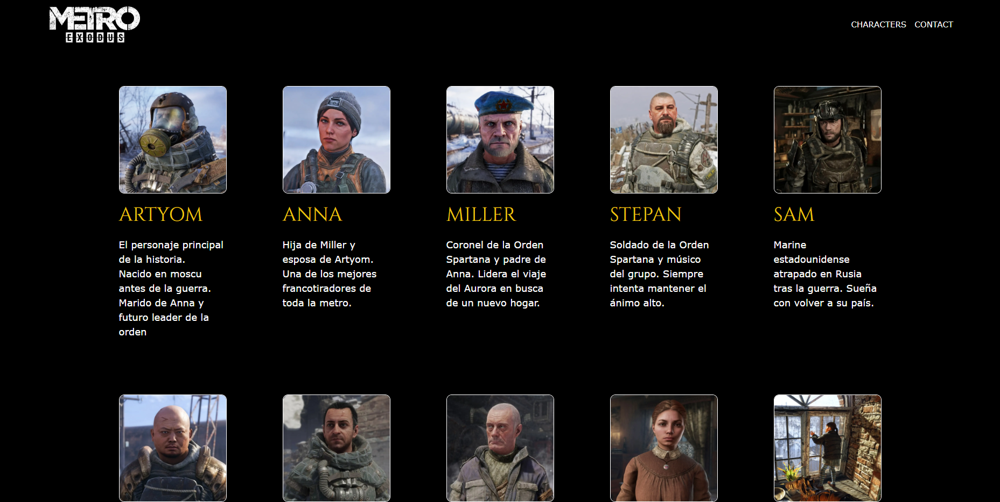 METRO
EXODUS
CHARACTERS CONTACT
ARTYOM
El personaje principal
de la historia.
Nacido en moscu
antes de la guerra.
Marido de Anna y
futuro leader de la
orden
ANNA
Hija de Miller y
esposa de Artyom.
Una de los mejores
francotiradores de
toda la metro.
MILLER
Coronel de la Orden
Spartana y padre de
Anna. Lidera el viaje
del Aurora en busca
de un nuevo hogar.
STEPAN
Soldado de la Orden
Spartana y músico
del grupo. Siempre
intenta mantener el
ánimo alto.
SAM
Marine
estadounidense
atrapado en Rusia
tras la guerra. Sueña
con volver a su país.